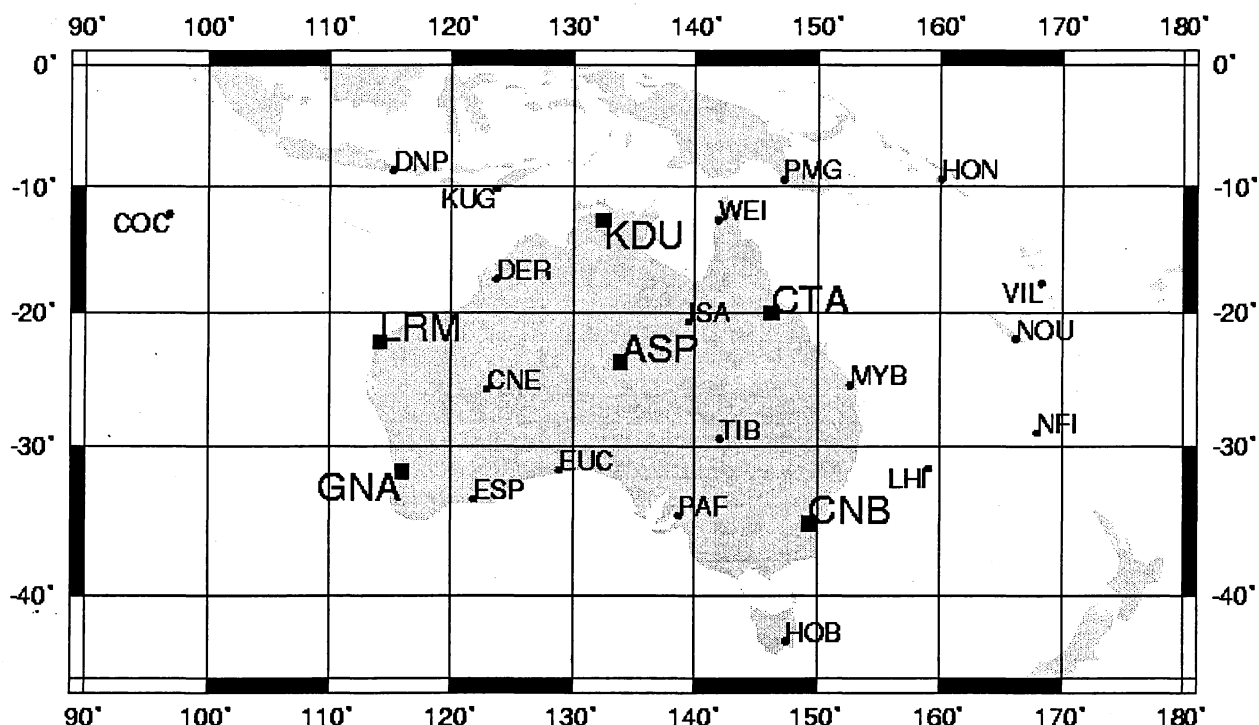 90° 100° 110° 120° 130° 140° 150° 160° 170° 180°
0° 0°
DNP PMG HON
-10° -10°
KUG
COC WEI
KDU
DER
VIL
CTA
-20° ISA -20°
LRM NOU
ASP
CNE MYB
TIB NFI
-30° -30°
EUC
GNA ESP LHI
PAF CNB
-40° -40°
HOB
90° 100° 110° 120° 130° 140° 150° 160° 170° 180°